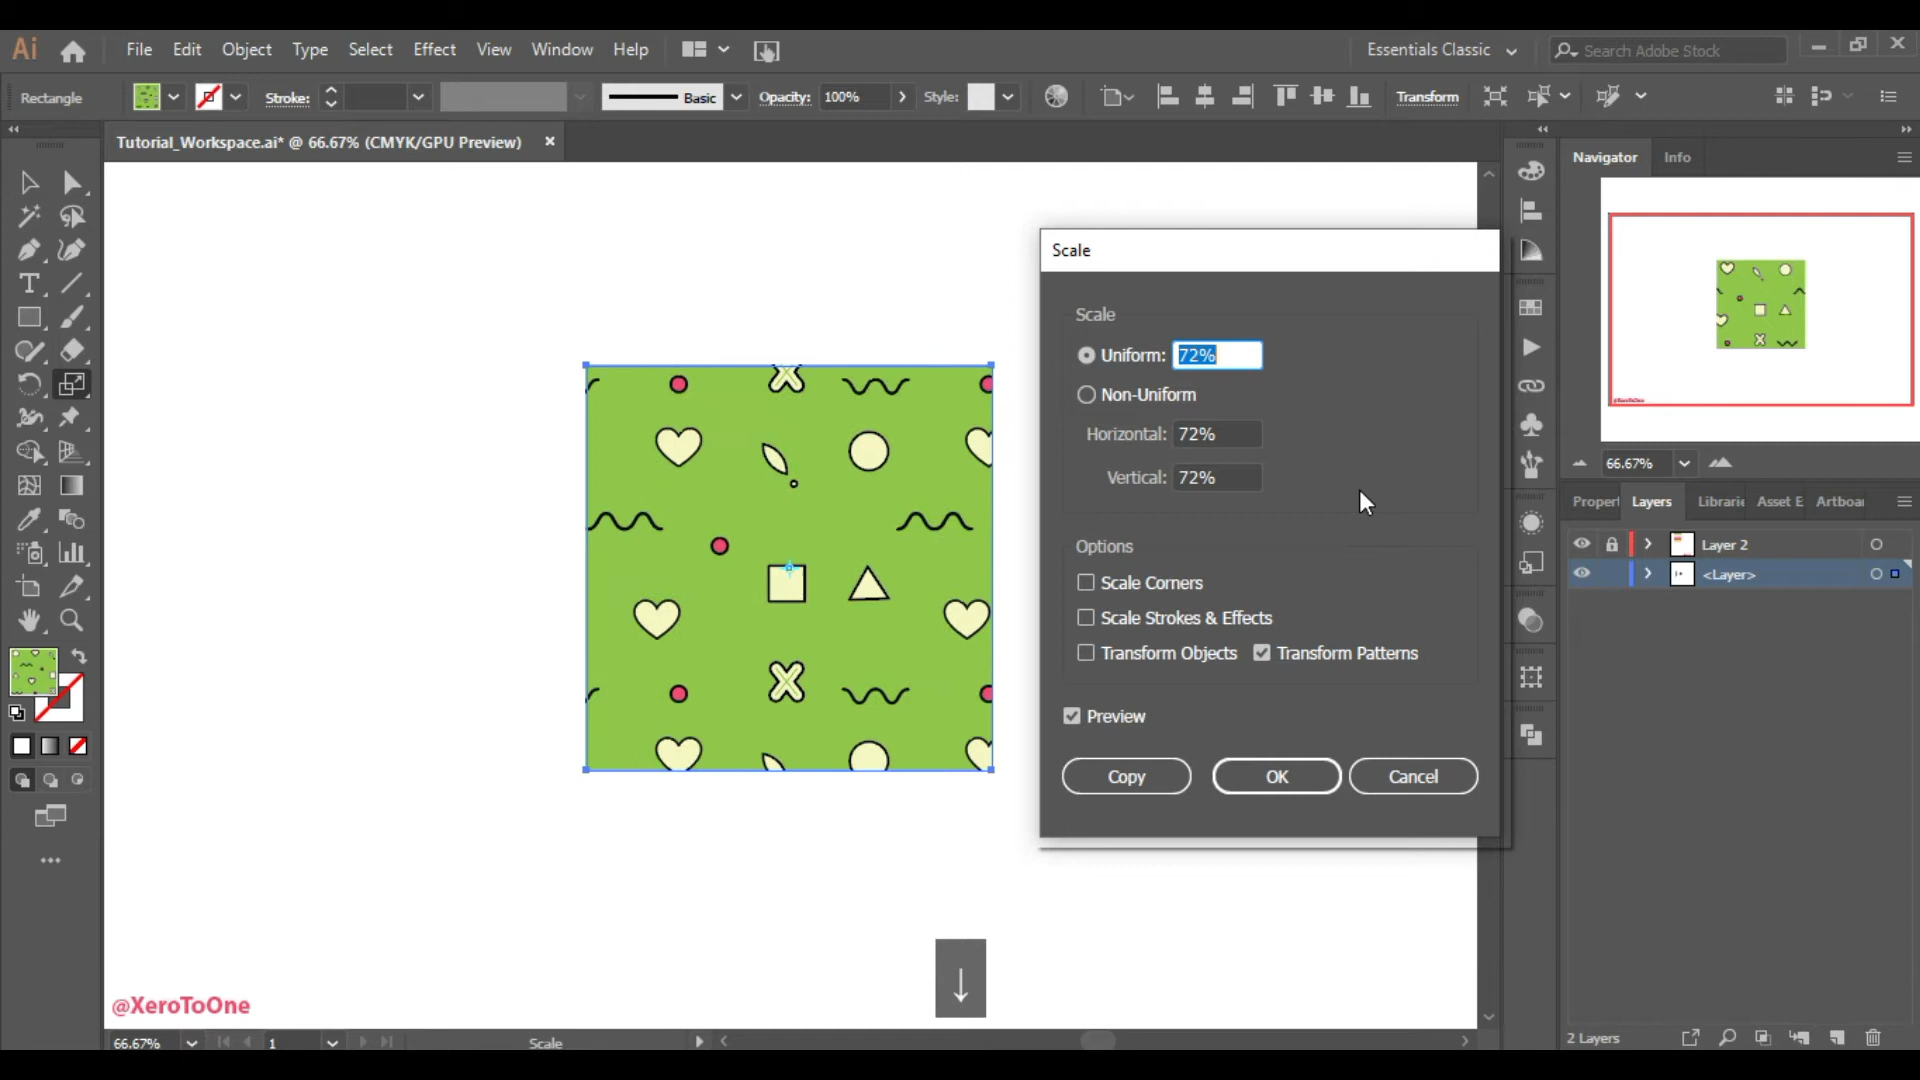 Ai File Edit Object Type Select Effect View Window Help Essentials Classic Search Adobe Stock
Rectangle Stroke: Basic Opacity: 100% Style: Transform
Tutorial_Workspace.ai* @ 66.67% (CMYK/GPU Preview)
Navigator Info
Scale
Scale
Uniform: 72%
Non-Uniform
Horizontal: 72%
Vertical: 72%
66.67%
Propert Layers Librarie Asset E Artboar
Layer 2
<Layer>
Options
Scale Corners
Scale Strokes & Effects
Transform Objects Transform Patterns
Preview
Copy OK Cancel
↓
@XeroToOne
66.67% 1 Scale
2 Layers